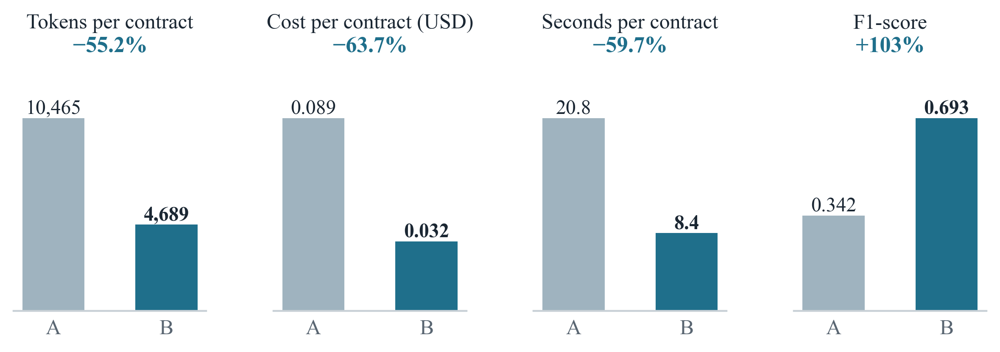 Tokens per contract
−55.2%
10,465
4,689
A
B
Cost per contract (USD)
−63.7%
0.089
0.032
A
B
Seconds per contract
−59.7%
20.8
8.4
A
B
F1-score
+103%
0.342
0.693
A
B